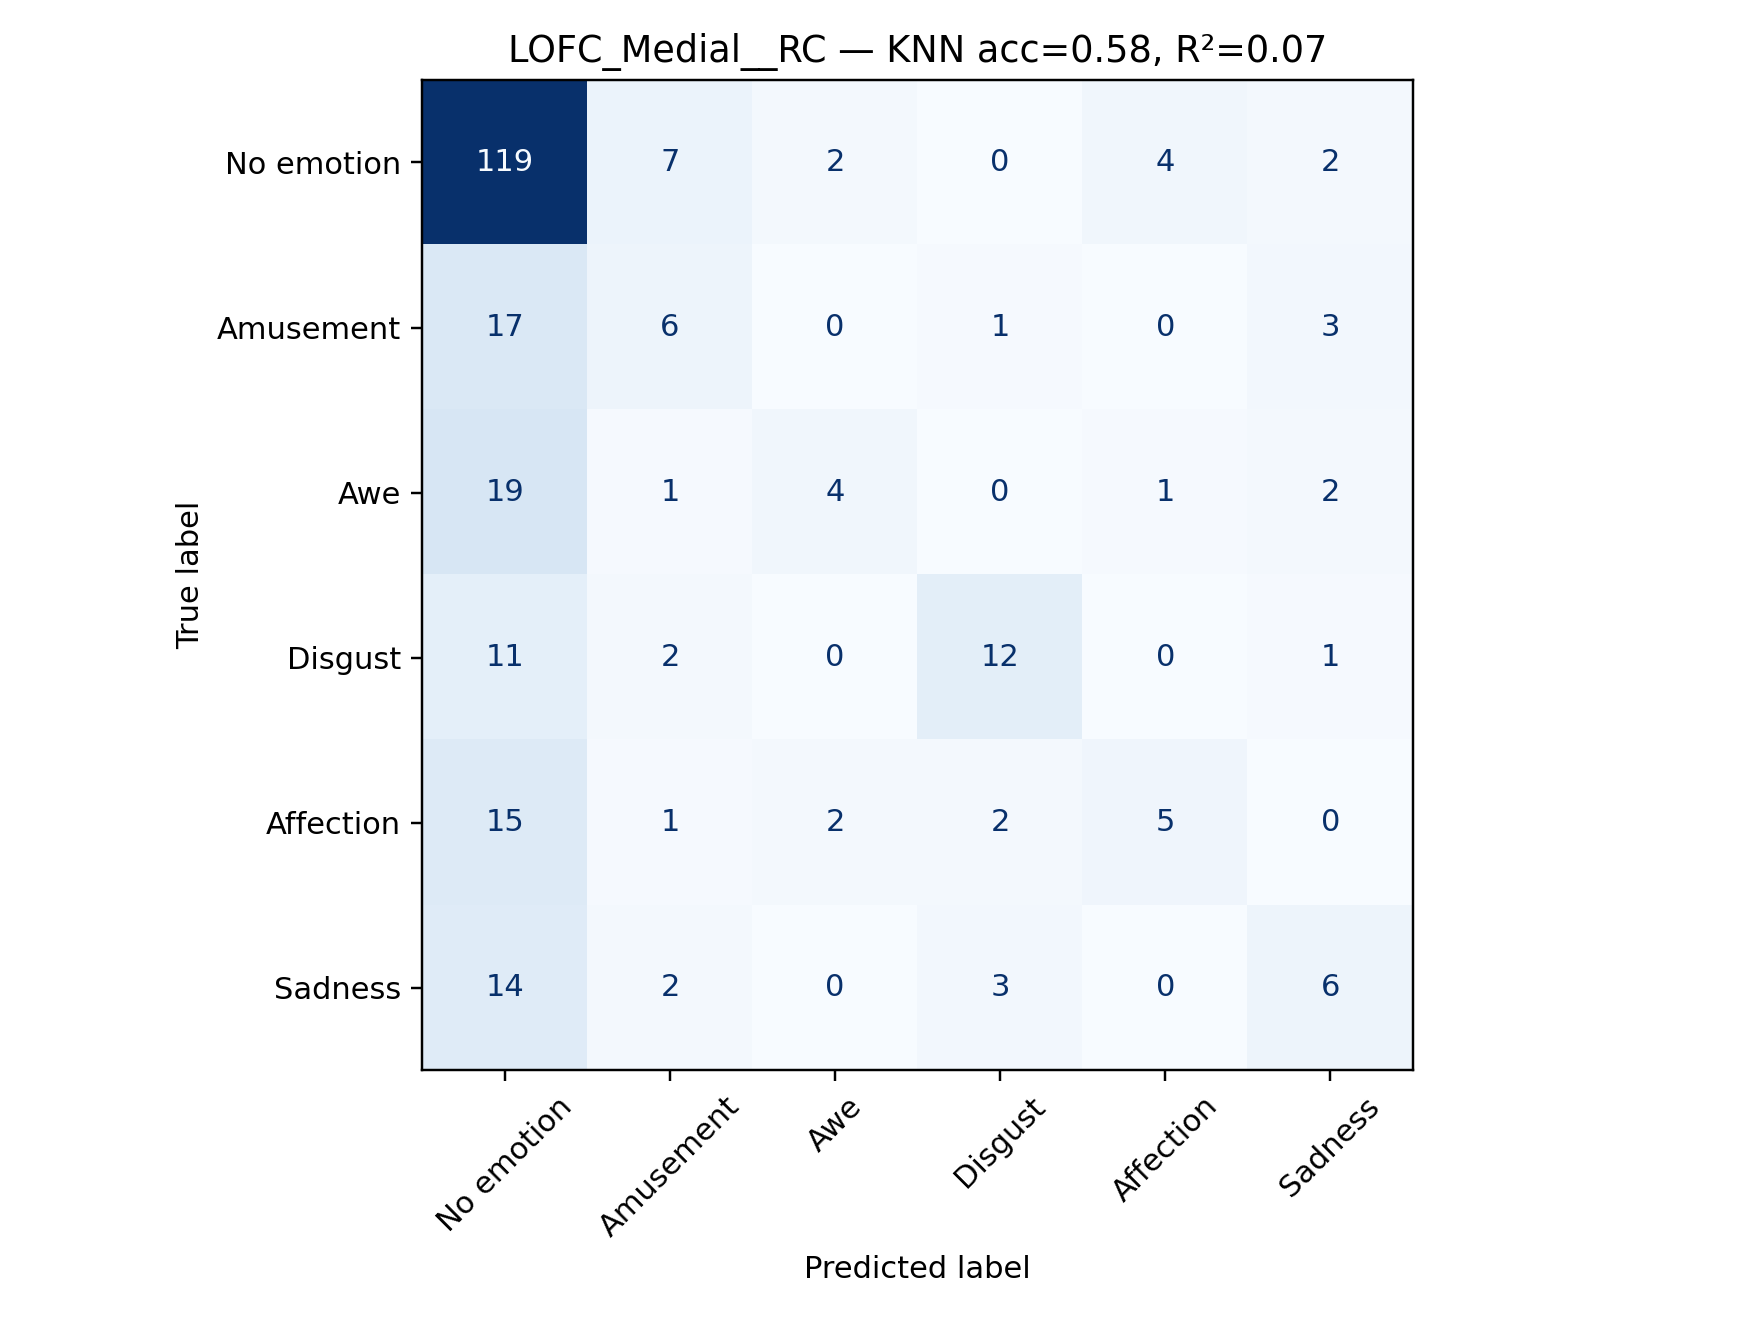 LOFC_Medial__RC — KNN acc=0.58, R²=0.07
No emotion 119 7 2 0 4 2
Amusement 17 6 0 1 0 3
Awe 19 1 4 0 1 2
Disgust 11 2 0 12 0 1
Affection 15 1 2 2 5 0
Sadness 14 2 0 3 0 6
True label
No emotion Amusement Awe Disgust Affection Sadness
Predicted label